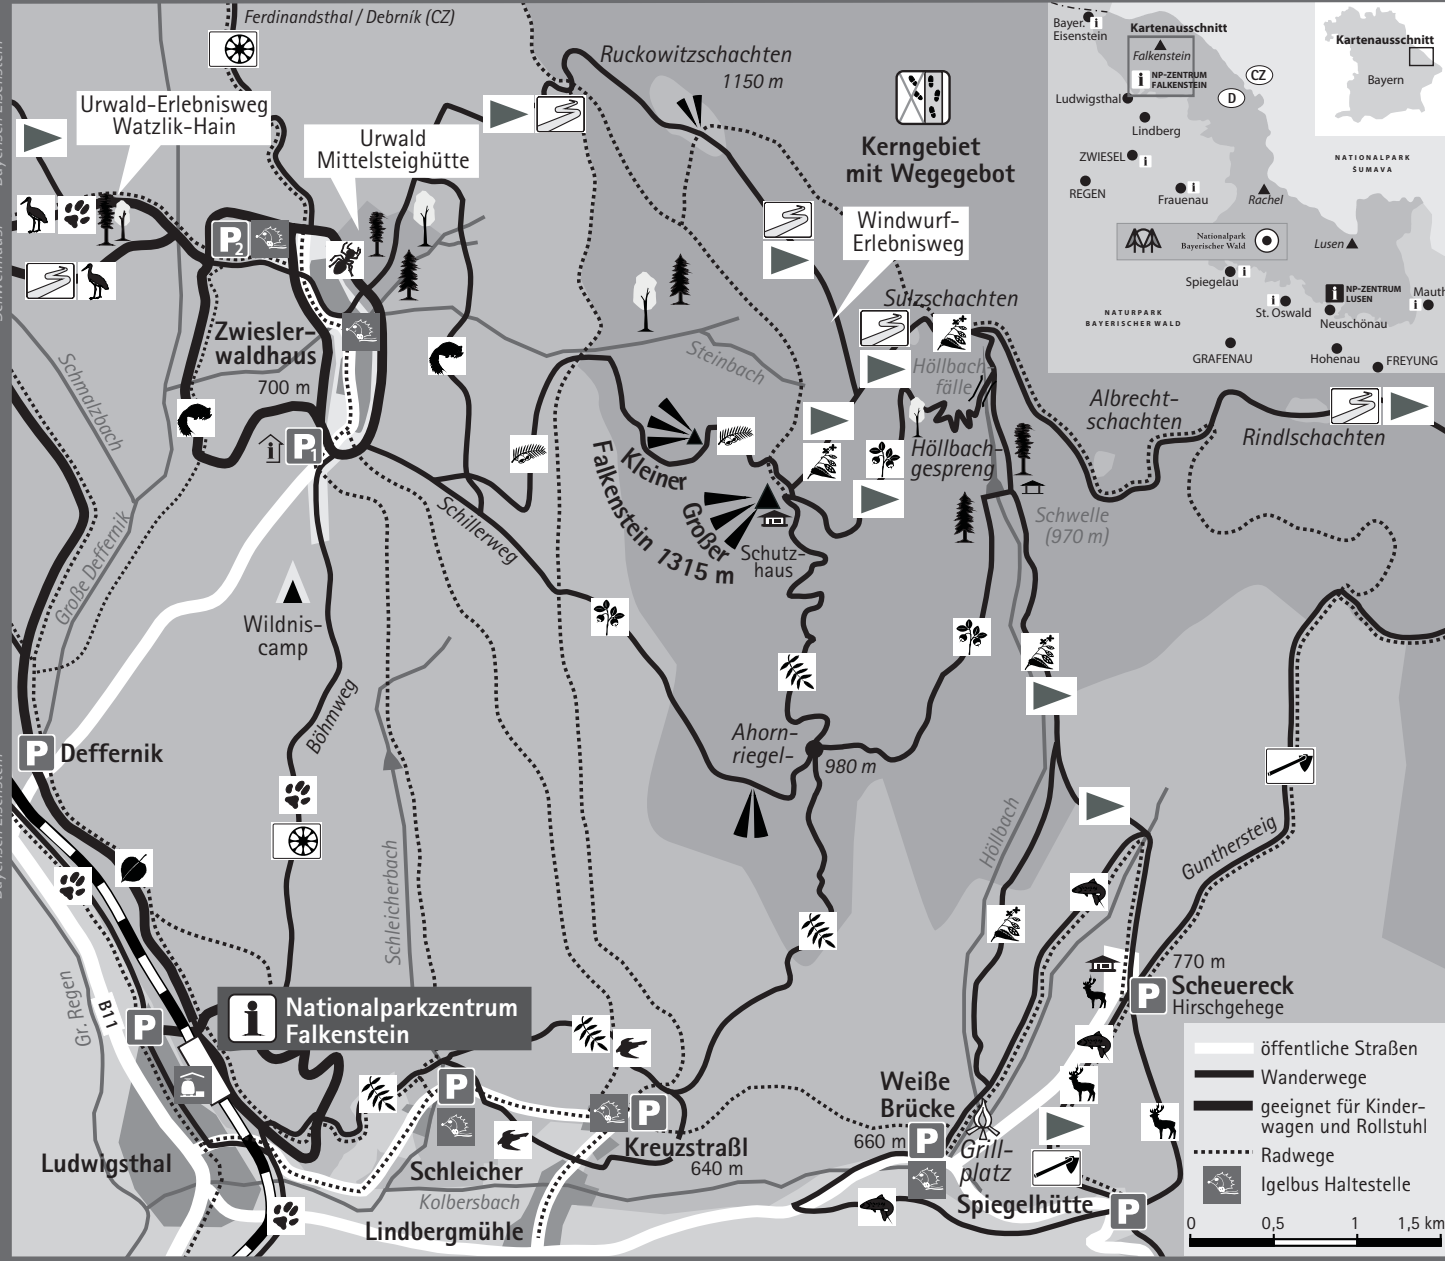 Ferdinandsthal / Debrník (CZ)
Ruckowitzschachten
1150 m
Urwald-Erlebnisweg
Watzlik-Hain
Urwald
Mittelsteighütte
Kerngebiet
mit Wegegebot
Windwurf-
Erlebnisweg
Bayer.
Eisenstein
i
Kartenausschnitt
Falkenstein
i NP-ZENTRUM
FALKENSTEIN
CZ
D
Ludwigsthal
Lindberg
ZWIESEL
i
REGEN
Frauenau
i
Rachel
NATIONALPARK
ŠUMAVA
Nationalpark
Bayerischer Wald
Lusen
Spiegelau
i
i NP-ZENTRUM
LUSEN
i
St. Oswald
Neuschönau
Mauth
i
NATURPARK
BAYERISCHER WALD
GRAFENAU
Hohenau
FREYUNG
Kartenausschnitt
Bayern
P2
Zwiesler-
waldhaus
700 m
i
P1
Schmalzbach
Große Deffernik
Steinbach
Sulzschachten
Höllbach-
fälle
Höllbach-
gespreng
Albrecht-
schachten
Rindlschachten
Schwelle
(970 m)
Kleiner
Großer
Falkenstein 1315 m
Schutz-
haus
Schillerweg
Wildnis-
camp
Böhmweg
P
Deffernik
Ahorn-
riegel-
980 m
Schleicherbach
Höllbach
Gunthersteig
Gr. Regen
B11
P
i
Nationalparkzentrum
Falkenstein
770 m
P
Scheuereck
Hirschgehege
P
Schleicher
P
Kreuzstraßl
640 m
Weiße
Brücke
660 m
P
Grill-
platz
Spiegelhütte
P
Ludwigsthal
Kolbersbach
Lindbergmühle
öffentliche Straßen
Wanderwege
geeignet für Kinder-
wagen und Rollstuhl
Radwege
Igelbus Haltestelle
0 0,5 1 1,5 km